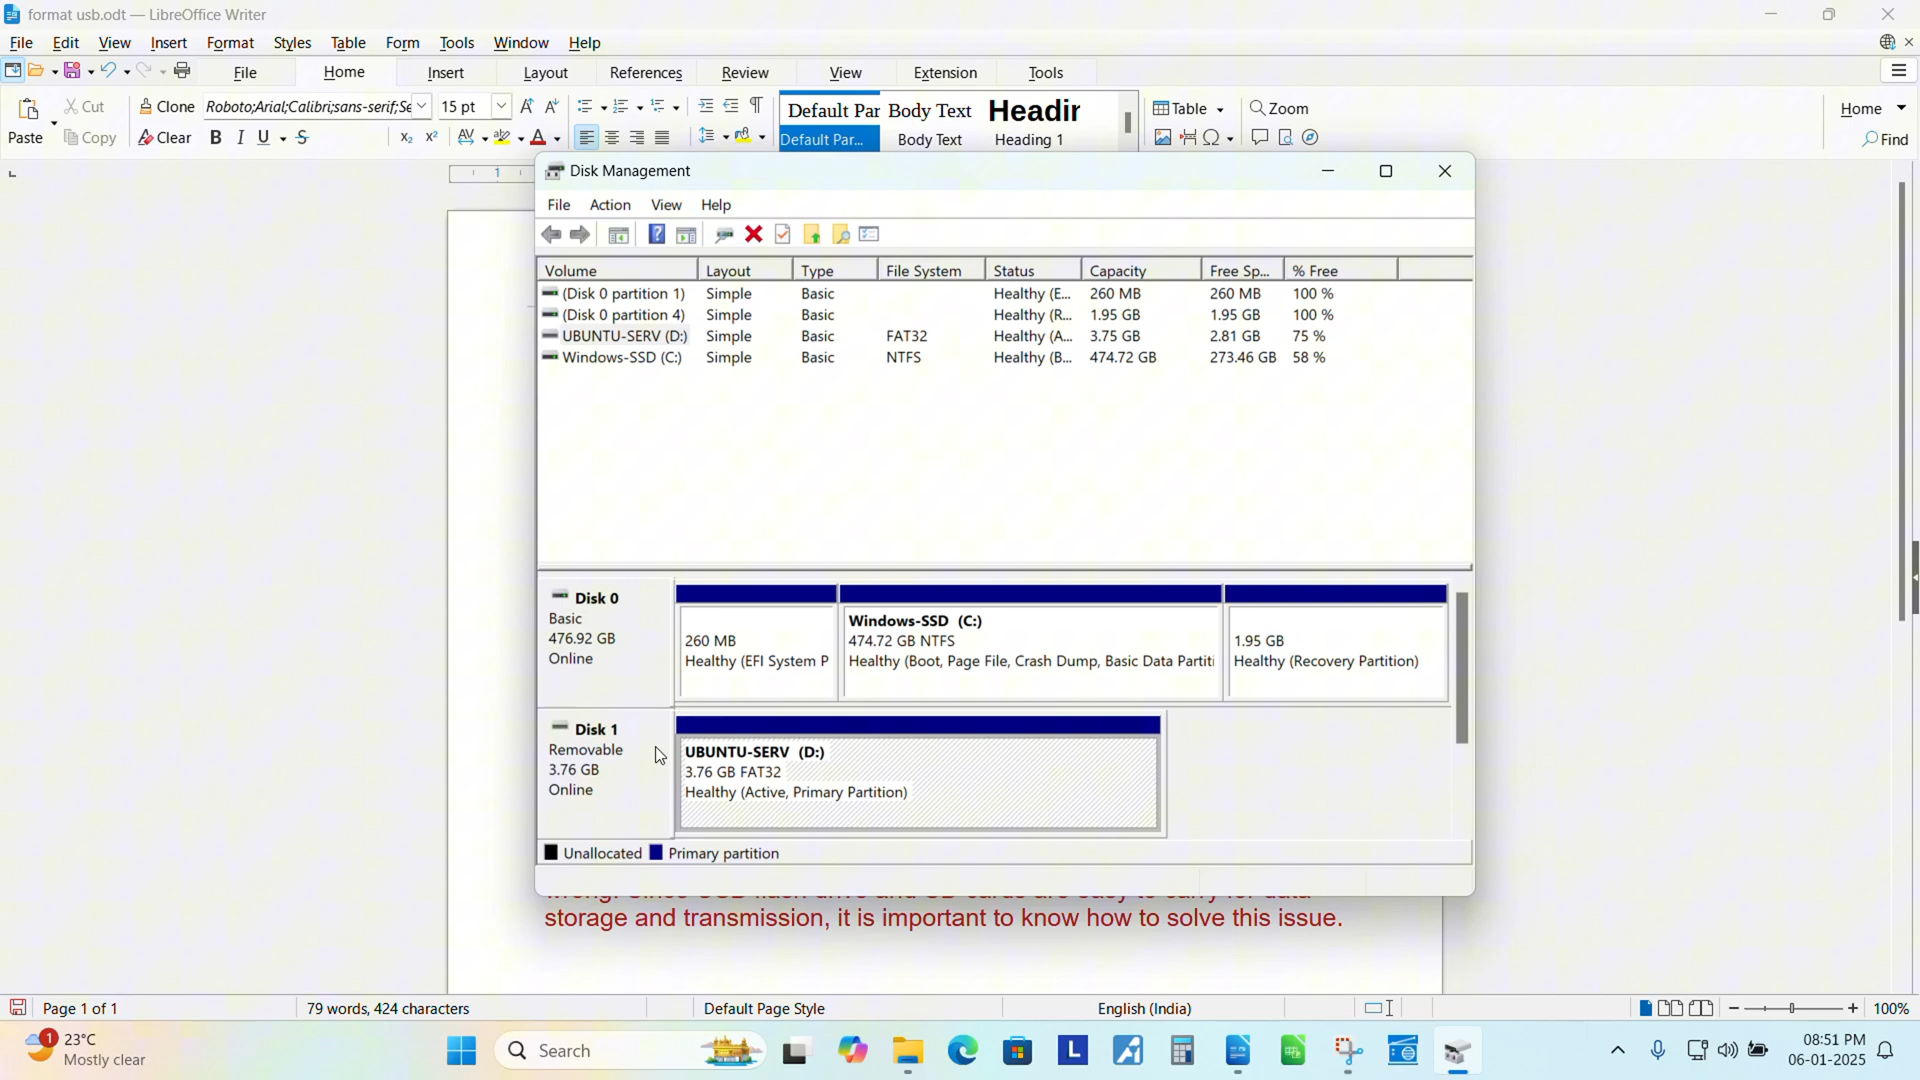 format usb.odt — LibreOffice Writer
File Edit View Insert Format Styles Table Form Tools Window Help
File Home Insert Layout References Review View Extension Tools
Paste Cut Copy Clone Clear Roboto;Arial;Calibri;sans-serif;Se 15 pt
Default Par Body Text Headir
Default Par... Body Text Heading 1
Table Zoom Home Find
1
Disk Management
File Action View Help
Volume Layout Type File System Status Capacity Free Sp... % Free
(Disk 0 partition 1) Simple Basic Healthy (E... 260 MB 260 MB 100 %
(Disk 0 partition 4) Simple Basic Healthy (R... 1.95 GB 1.95 GB 100 %
UBUNTU-SERV (D:) Simple Basic FAT32 Healthy (A... 3.75 GB 2.81 GB 75 %
Windows-SSD (C:) Simple Basic NTFS Healthy (B... 474.72 GB 273.46 GB 58 %
Disk 0
Basic
476.92 GB
Online
260 MB
Healthy (EFI System P
Windows-SSD (C:)
474.72 GB NTFS
Healthy (Boot, Page File, Crash Dump, Basic Data Partiti
1.95 GB
Healthy (Recovery Partition)
Disk 1
Removable
3.76 GB
Online
UBUNTU-SERV (D:)
3.76 GB FAT32
Healthy (Active, Primary Partition)
Unallocated Primary partition
storage and transmission, it is important to know how to solve this issue.
Page 1 of 1 79 words, 424 characters Default Page Style English (India) 100%
1
23°C
Mostly clear
Search
08:51 PM
06-01-2025